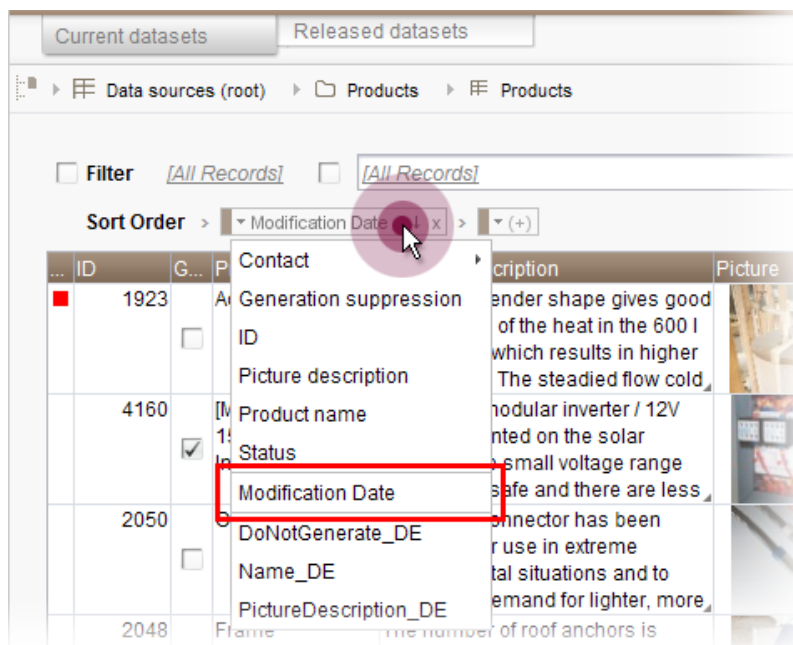 Current datasets
Released datasets
Data sources (root) Products Products
Filter [All Records] [All Records]
Sort Order > Modification Date ↓ x > (+)
... ID G... cription Picture
Contact
Generation suppression
ID
Picture description
Product name
Status
Modification Date
DoNotGenerate_DE
Name_DE
PictureDescription_DE
1923
ender shape gives good
of the heat in the 600 l
which results in higher
The steadied flow cold
4160
nodular inverter / 12V
nted on the solar
small voltage range
safe and there are less
2050
onnector has been
r use in extreme
tal situations and to
emand for lighter, more
2048 Frame The number of roof anchors is